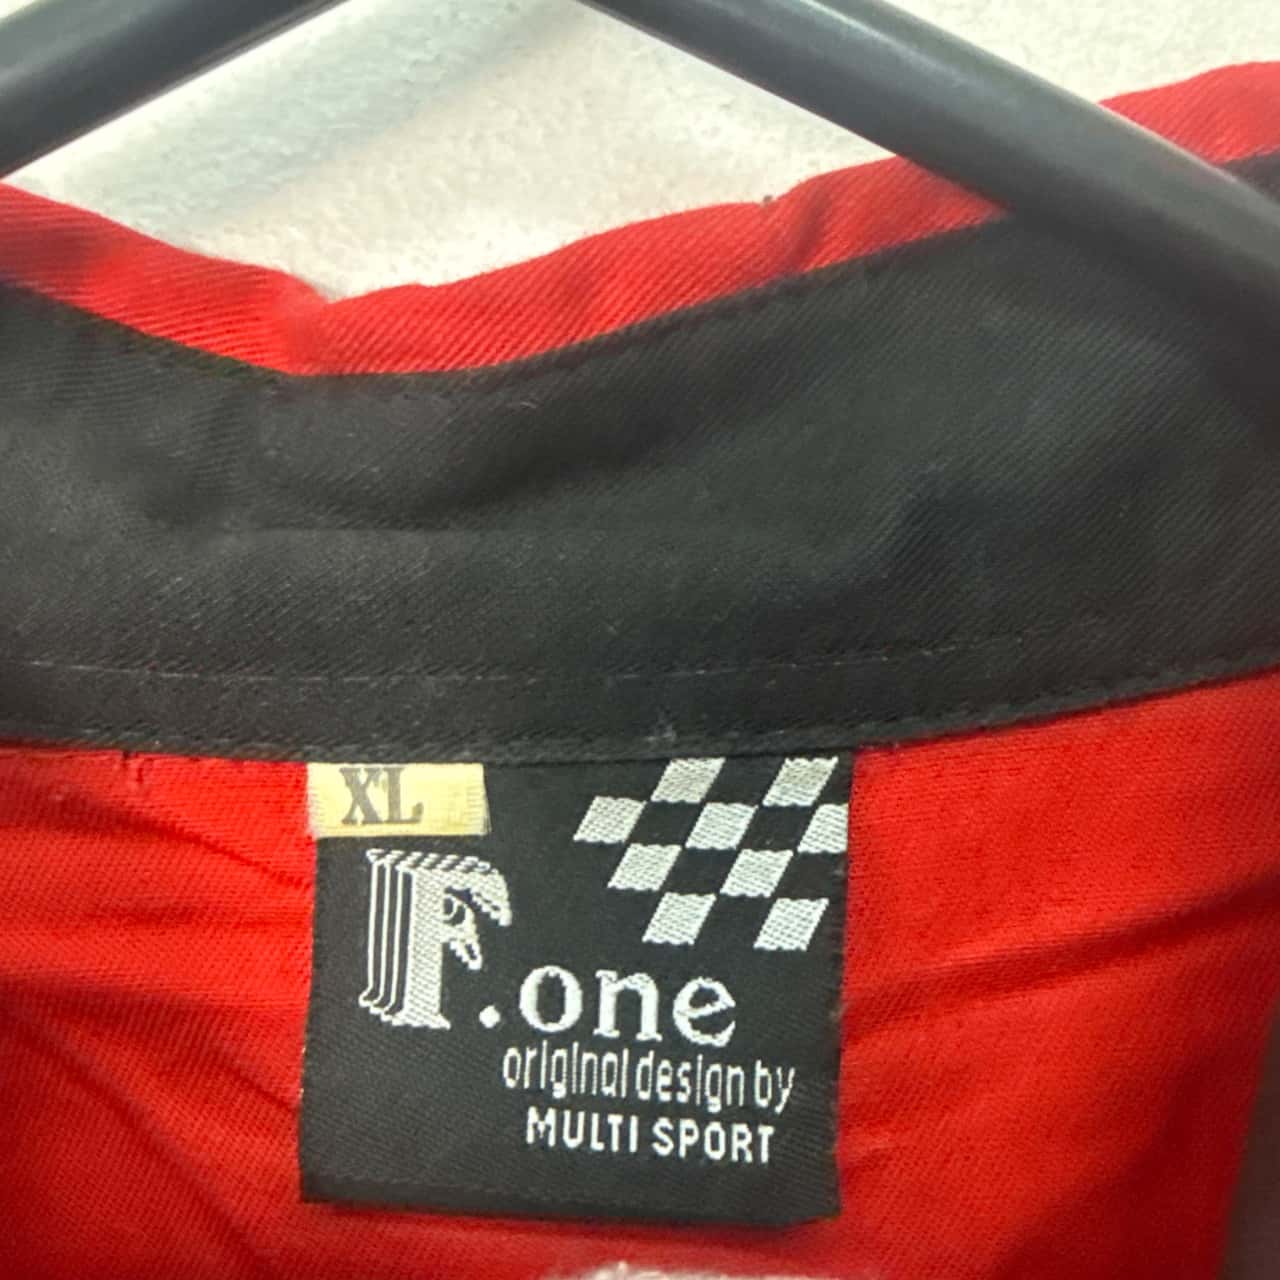 XL
F.one
original design by
MULTI SPORT